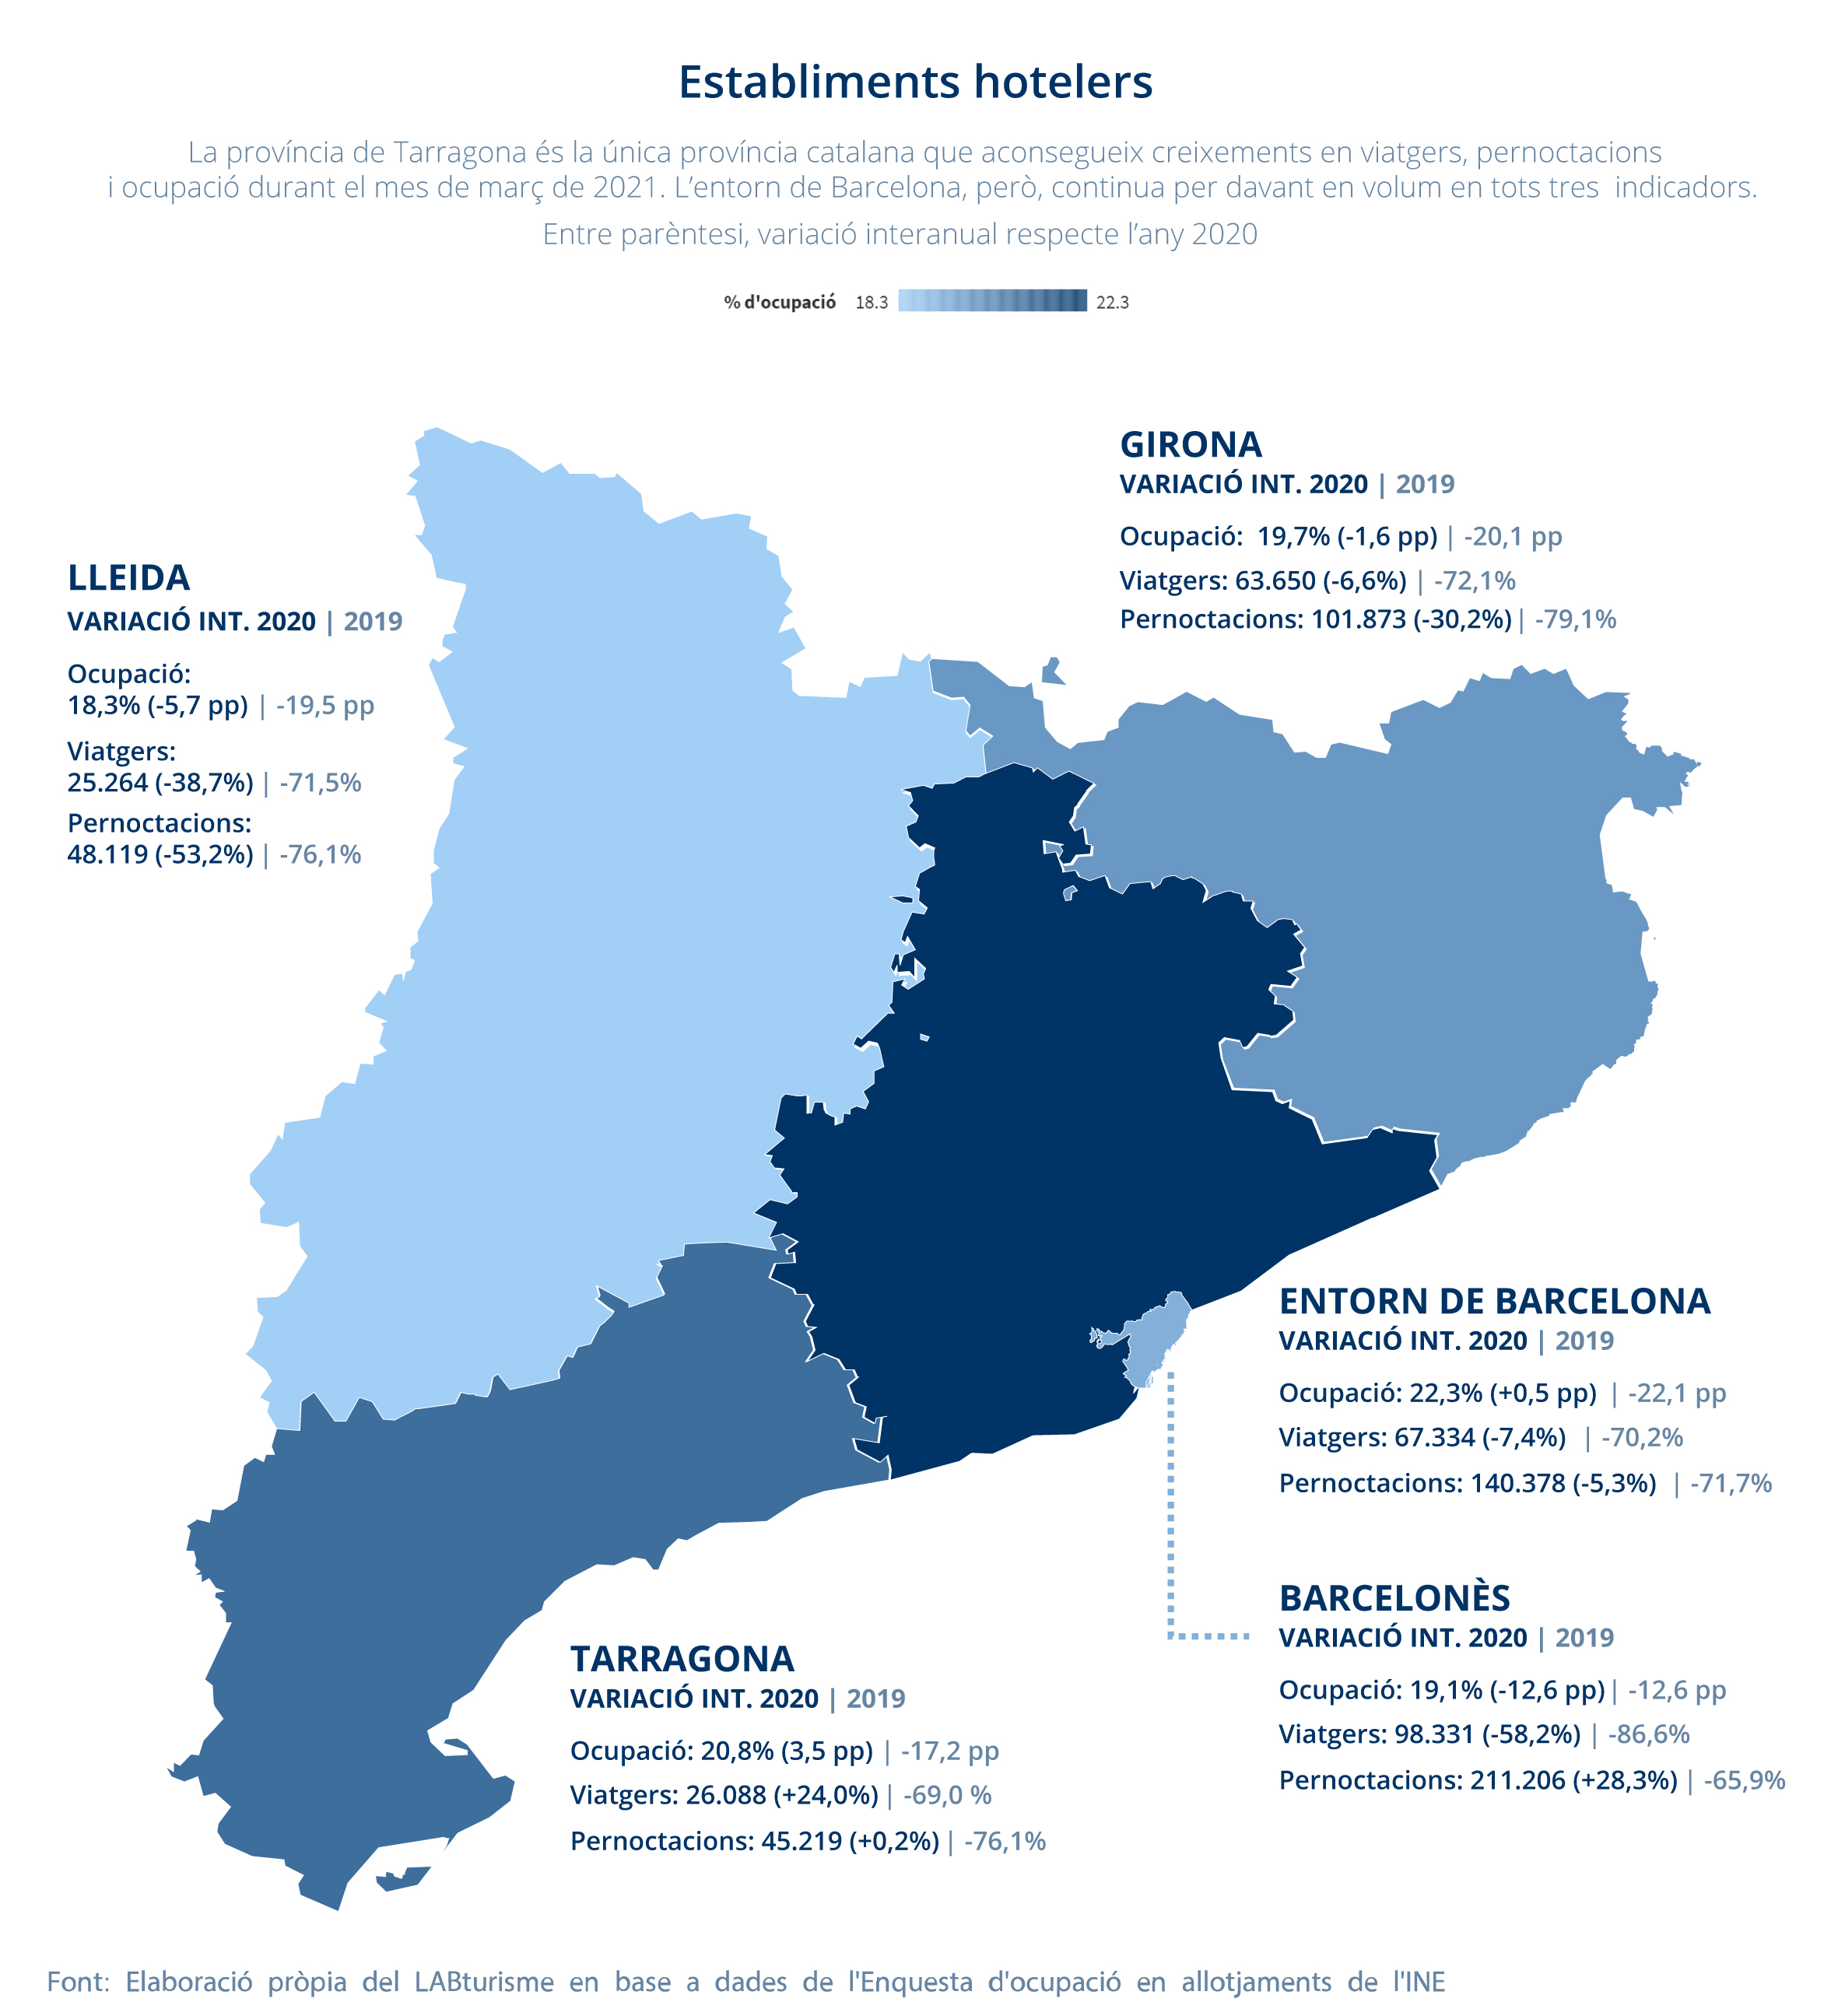 Establiments hotelers
La província de Tarragona és la única província catalana que aconsegueix creixements en viatgers, pernoctacions
i ocupació durant el mes de març de 2021. L'entorn de Barcelona, però, continua per davant en volum en tots tres indicadors.
Entre parèntesi, variació interanual respecte l'any 2020
% d'ocupació 18.3 22.3
GIRONA
VARIACIÓ INT. 2020 | 2019
Ocupació: 19,7% (-1,6 pp) | -20,1 pp
Viatgers: 63.650 (-6,6%) | -72,1%
Pernoctacions: 101.873 (-30,2%) | -79,1%
LLEIDA
VARIACIÓ INT. 2020 | 2019
Ocupació:
18,3% (-5,7 pp) | -19,5 pp
Viatgers:
25.264 (-38,7%) | -71,5%
Pernoctacions:
48.119 (-53,2%) | -76,1%
ENTORN DE BARCELONA
VARIACIÓ INT. 2020 | 2019
Ocupació: 22,3% (+0,5 pp) | -22,1 pp
Viatgers: 67.334 (-7,4%) | -70,2%
Pernoctacions: 140.378 (-5,3%) | -71,7%
BARCELONÈS
VARIACIÓ INT. 2020 | 2019
Ocupació: 19,1% (-12,6 pp) | -12,6 pp
Viatgers: 98.331 (-58,2%) | -86,6%
Pernoctacions: 211.206 (+28,3%) | -65,9%
TARRAGONA
VARIACIÓ INT. 2020 | 2019
Ocupació: 20,8% (3,5 pp) | -17,2 pp
Viatgers: 26.088 (+24,0%) | -69,0 %
Pernoctacions: 45.219 (+0,2%) | -76,1%
Font: Elaboració pròpia del LABturisme en base a dades de l'Enquesta d'ocupació en allotjaments de l'INE